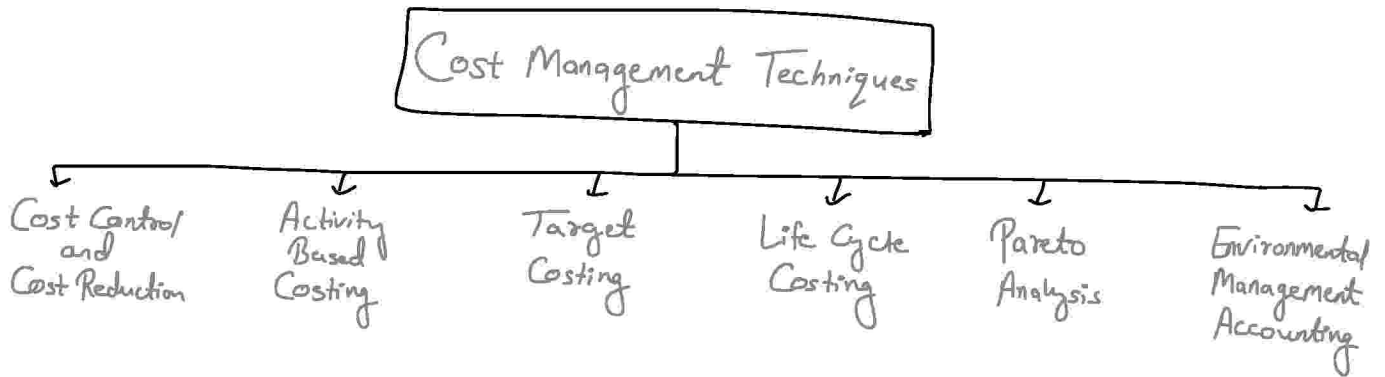 Cost Management Techniques
Cost Control
and
Cost Reduction
Activity
Based
Costing
Target
Costing
Life Cycle
Costing
Pareto
Analysis
Environmental
Management
Accounting